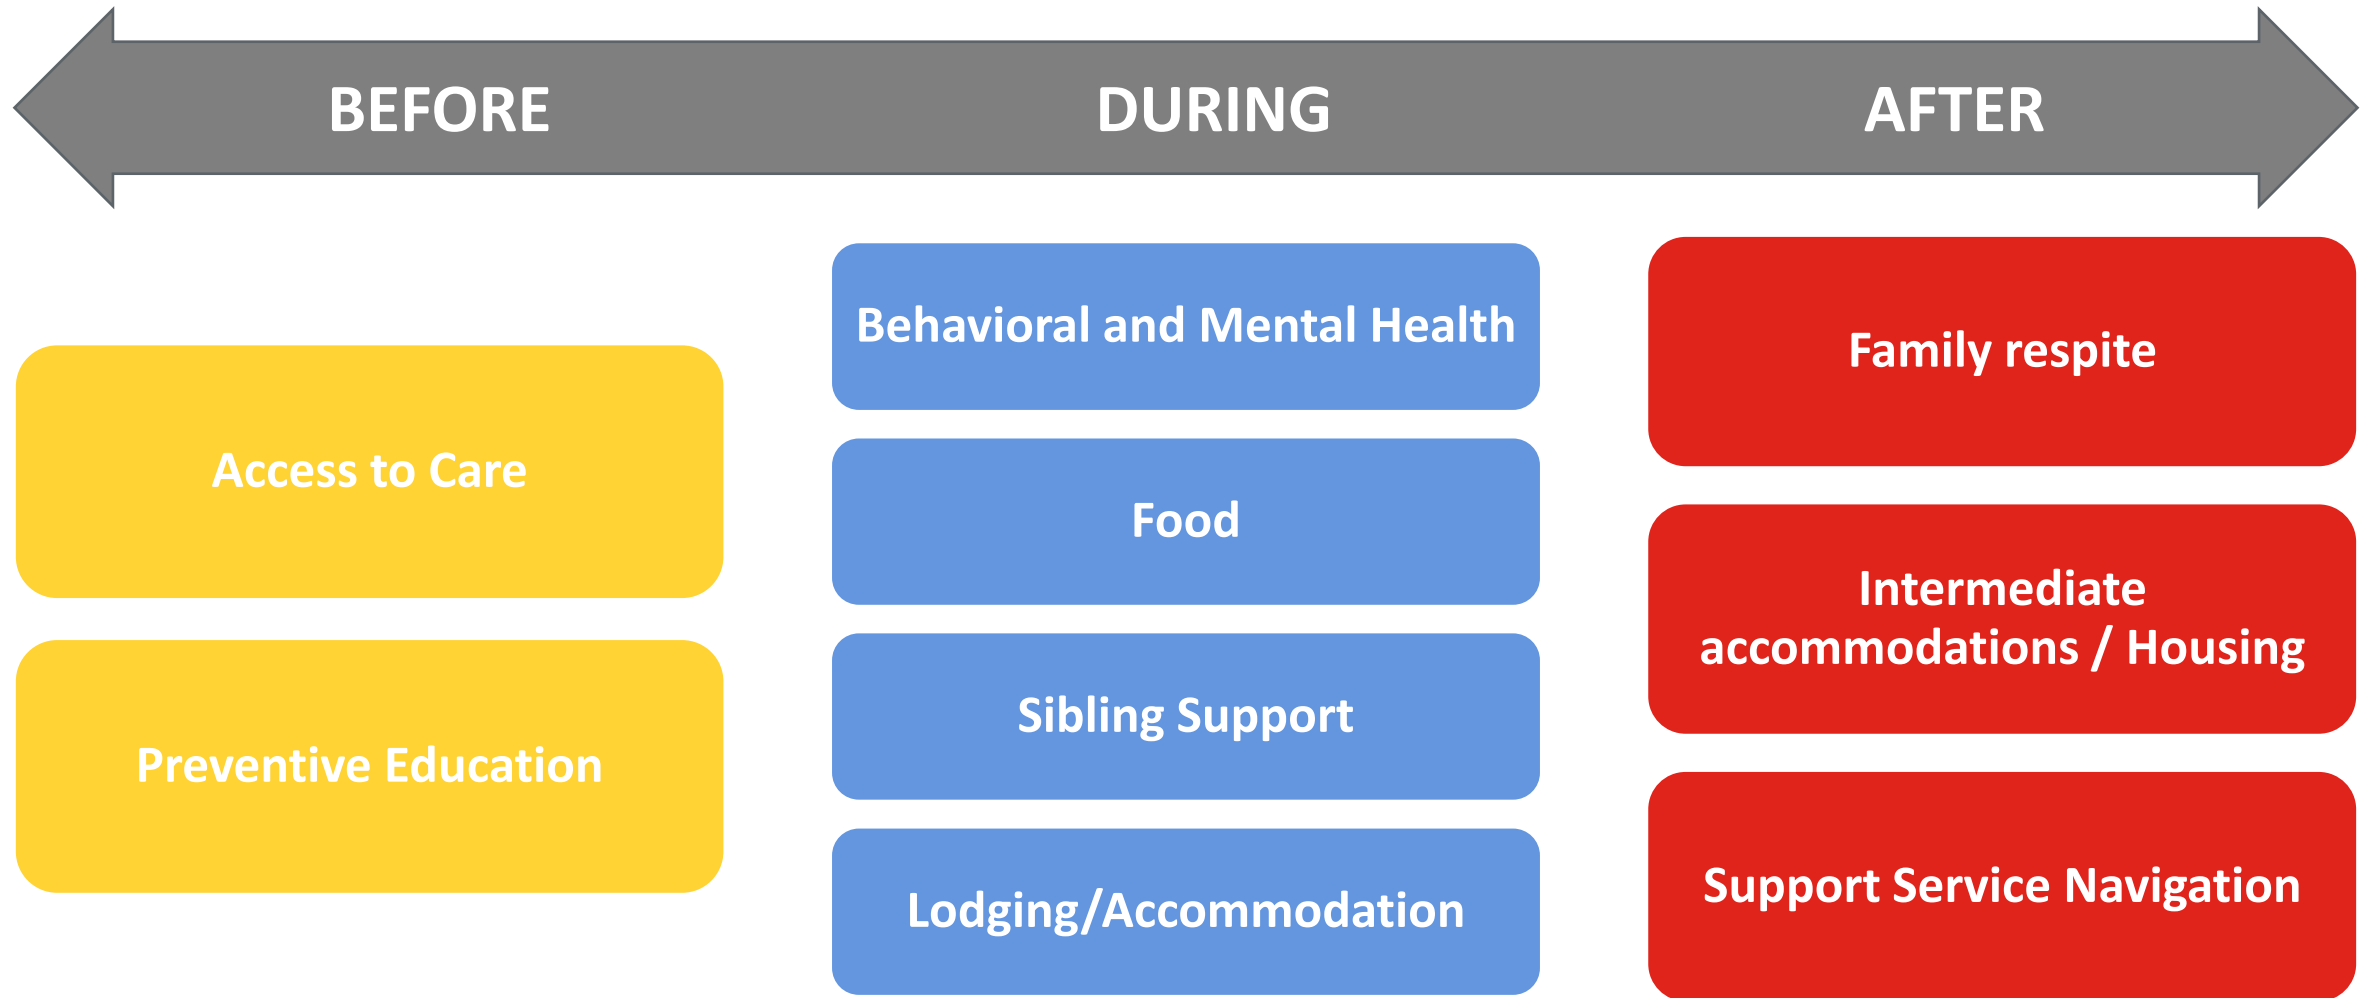 BEFORE
DURING
AFTER
Access to Care
Preventive Education
Behavioral and Mental Health
Food
Sibling Support
Lodging/Accommodation
Family respite
Intermediate
accommodations / Housing
Support Service Navigation